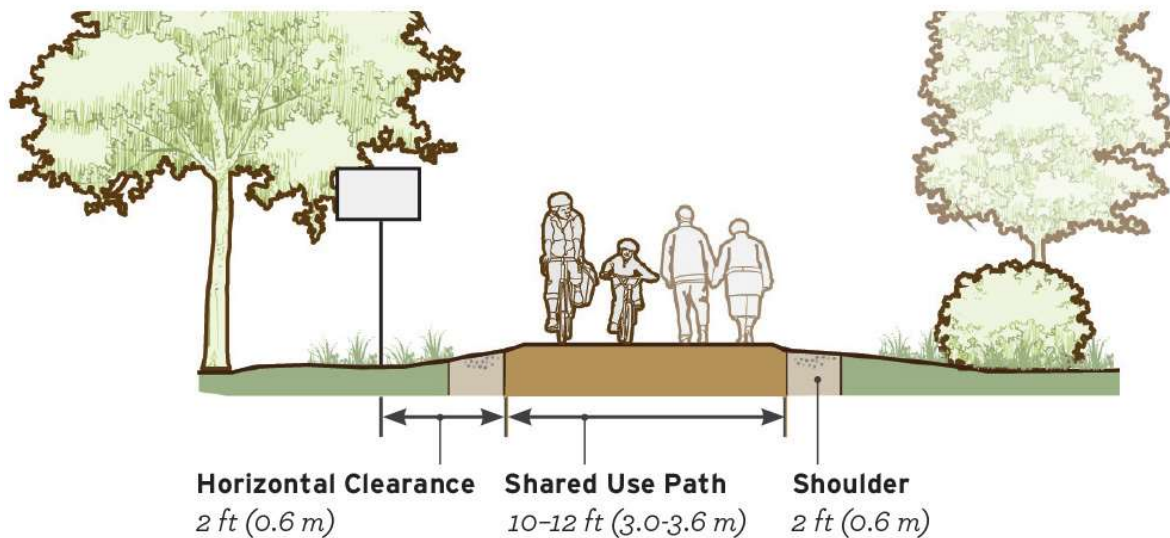 Horizontal Clearance
2 ft (0.6 m)
Shared Use Path
10–12 ft (3.0-3.6 m)
Shoulder
2 ft (0.6 m)